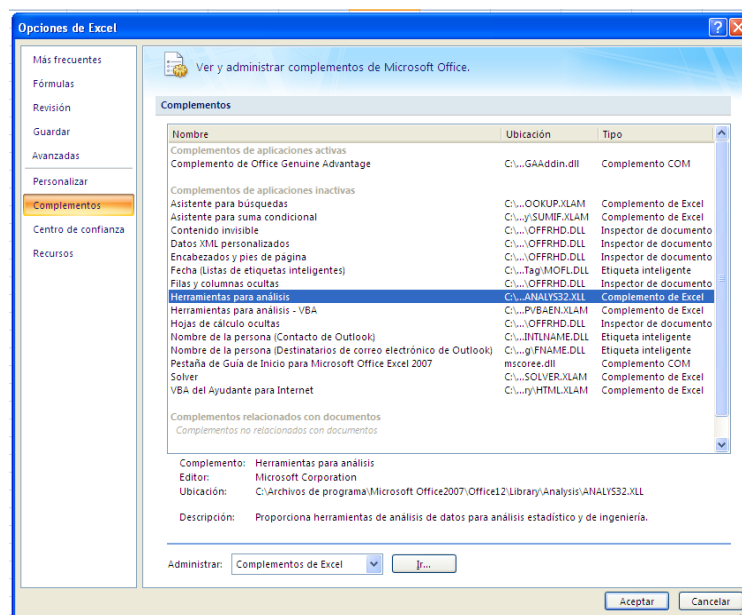 Opciones de Excel
Más frecuentes
Fórmulas
Revisión
Guardar
Avanzadas
Personalizar
Complementos
Centro de confianza
Recursos
Ver y administrar complementos de Microsoft Office.
Complementos
Nombre Ubicación Tipo
Complementos de aplicaciones activas
Complemento de Office Genuine Advantage C:\...GAAddin.dll Complemento COM
Complementos de aplicaciones inactivas
Asistente para búsquedas C:\...OOKUP.XLAM Complemento de Excel
Asistente para suma condicional C:\...y\SUMIF.XLAM Complemento de Excel
Contenido invisible C:\...\OFFRHD.DLL Inspector de documento
Datos XML personalizados C:\...\OFFRHD.DLL Inspector de documento
Encabezados y pies de página C:\...\OFFRHD.DLL Inspector de documento
Fecha (Listas de etiquetas inteligentes) C:\...Tag\MOFL.DLL Etiqueta inteligente
Filas y columnas ocultas C:\...\OFFRHD.DLL Inspector de documento
Herramientas para análisis C:\...ANALYS32.XLL Complemento de Excel
Herramientas para análisis - VBA C:\...PVBAEN.XLAM Complemento de Excel
Hojas de cálculo ocultas C:\...\OFFRHD.DLL Inspector de documento
Nombre de la persona (Contacto de Outlook) C:\...INTLNAME.DLL Etiqueta inteligente
Nombre de la persona (Destinatarios de correo electrónico de Outlook) C:\...g\FNAME.DLL Etiqueta inteligente
Pestaña de Guía de Inicio para Microsoft Office Excel 2007 mscoree.dll Complemento COM
Solver C:\...SOLVER.XLAM Complemento de Excel
VBA del Ayudante para Internet C:\...ry\HTML.XLAM Complemento de Excel
Complementos relacionados con documentos
Complementos no relacionados con documentos
Complemento: Herramientas para análisis
Editor: Microsoft Corporation
Ubicación: C:\Archivos de programa\Microsoft Office2007\Office12\Library\Analysis\ANALYS32.XLL
Descripción: Proporciona herramientas de análisis de datos para análisis estadístico y de ingeniería.
Administrar: Complementos de Excel Ir...
Aceptar Cancelar